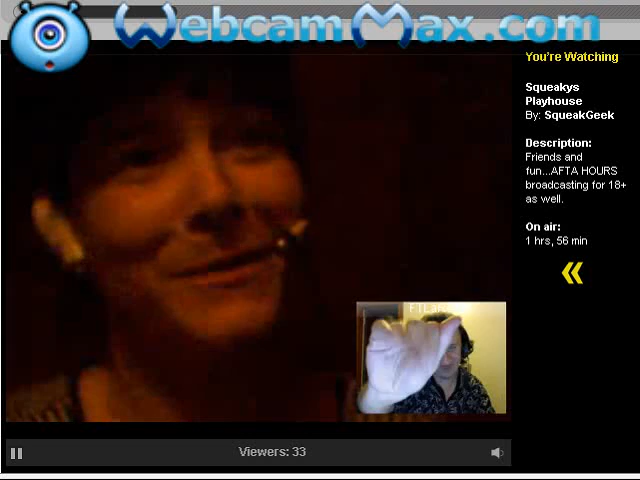 WebcamMax.com
You're Watching
Squeakys
Playhouse
By: SqueakGeek
Description:
Friends and
fun...AFTA HOURS
broadcasting for 18+
as well.
On air:
1 hrs, 56 min
Viewers: 33